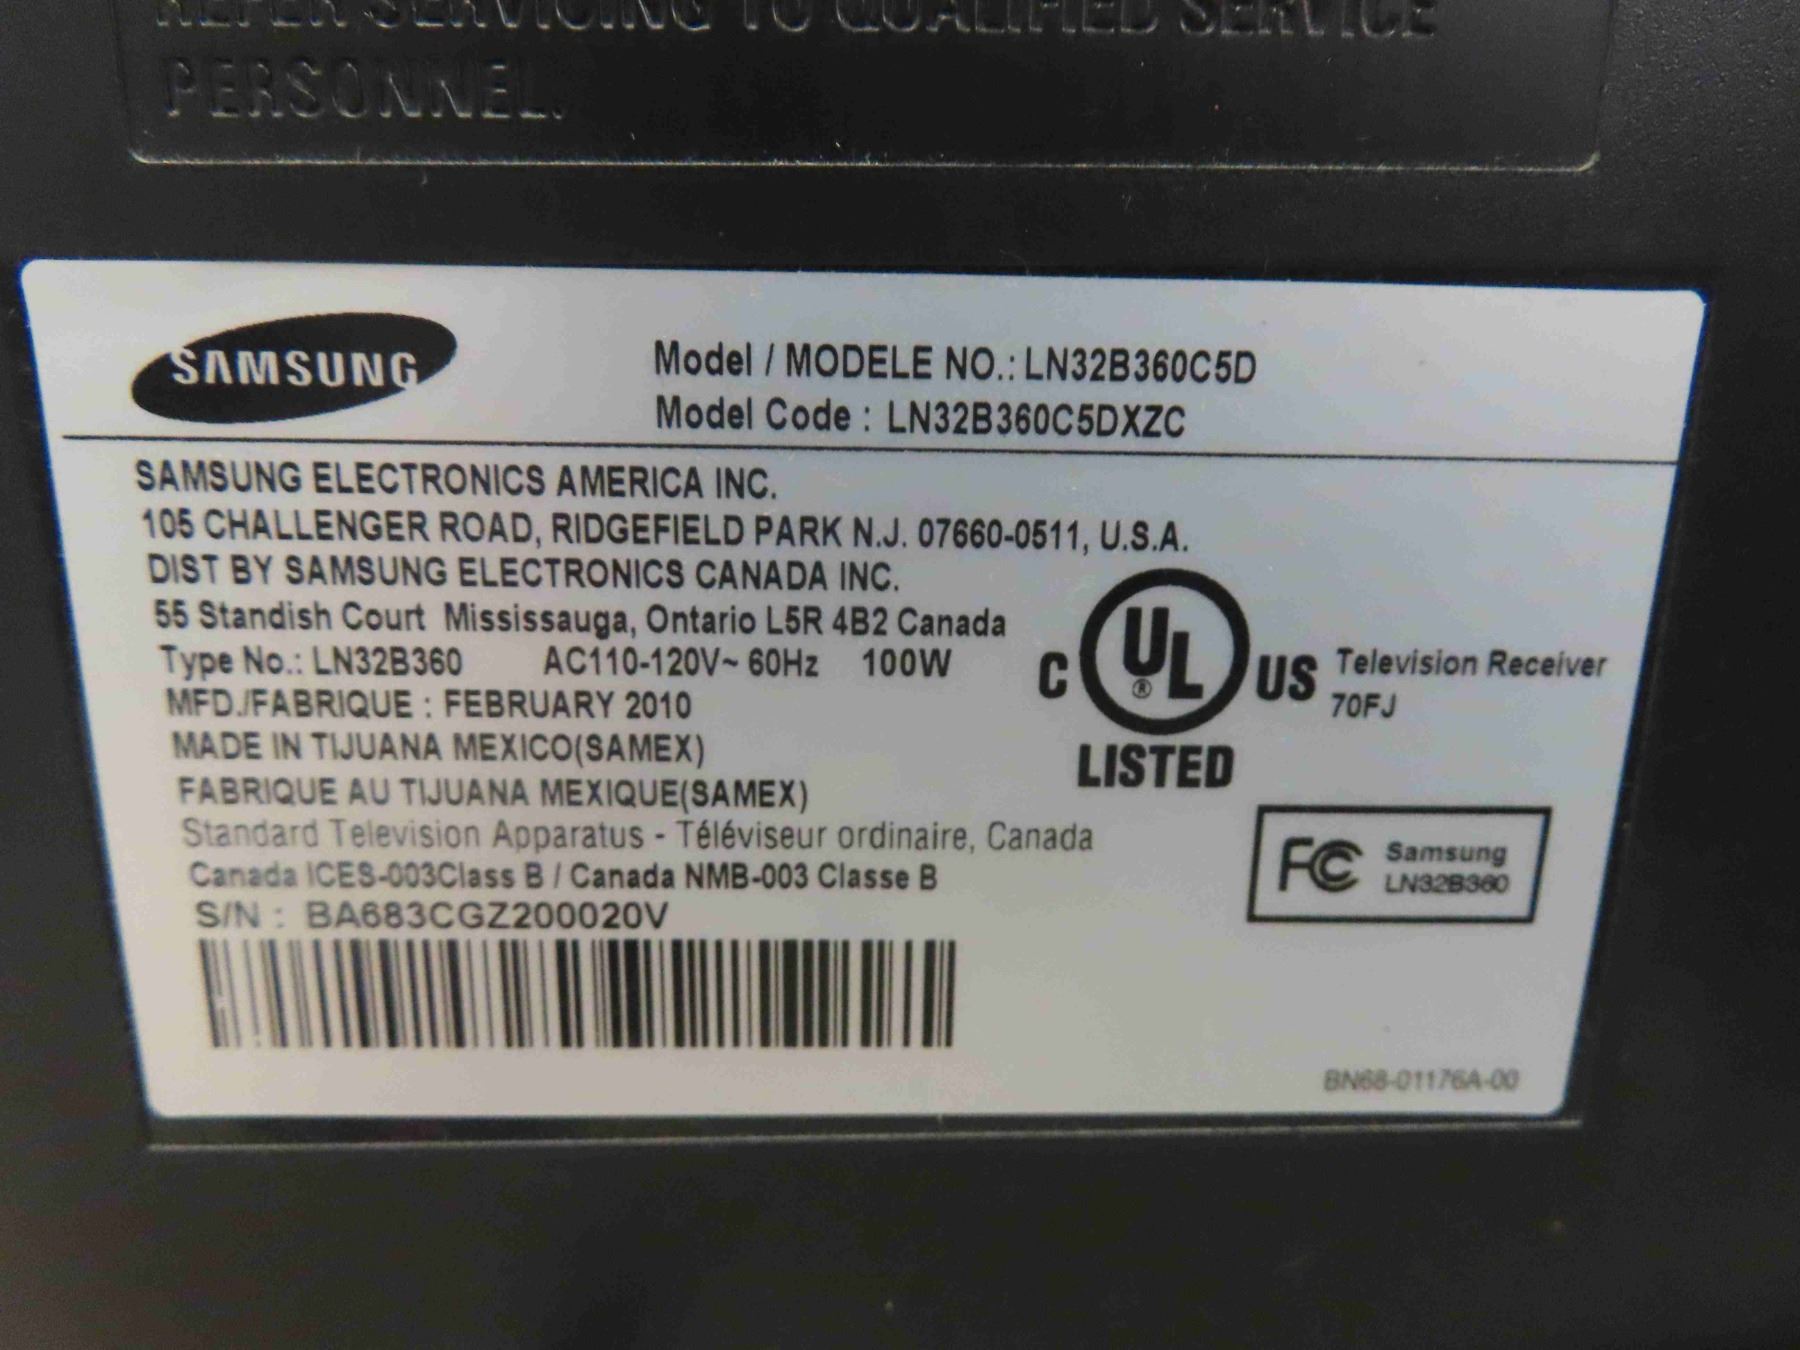 REFER SERVICING TO QUALIFIED SERVICE
PERSONNEL.
SAMSUNG
Model / MODELE NO.: LN32B360C5D
Model Code : LN32B360C5DXZC
SAMSUNG ELECTRONICS AMERICA INC.
105 CHALLENGER ROAD, RIDGEFIELD PARK N.J. 07660-0511, U.S.A.
DIST BY SAMSUNG ELECTRONICS CANADA INC.
55 Standish Court Mississauga, Ontario L5R 4B2 Canada
Type No.: LN32B360 AC110-120V~ 60Hz 100W
MFD./FABRIQUE : FEBRUARY 2010
MADE IN TIJUANA MEXICO(SAMEX)
FABRIQUE AU TIJUANA MEXIQUE(SAMEX)
Standard Television Apparatus - Téléviseur ordinaire, Canada
Canada ICES-003Class B / Canada NMB-003 Classe B
S/N : BA683CGZ200020V
C UL ® US
LISTED
Television Receiver
70FJ
FC Samsung
LN32B360
BN68-01176A-00